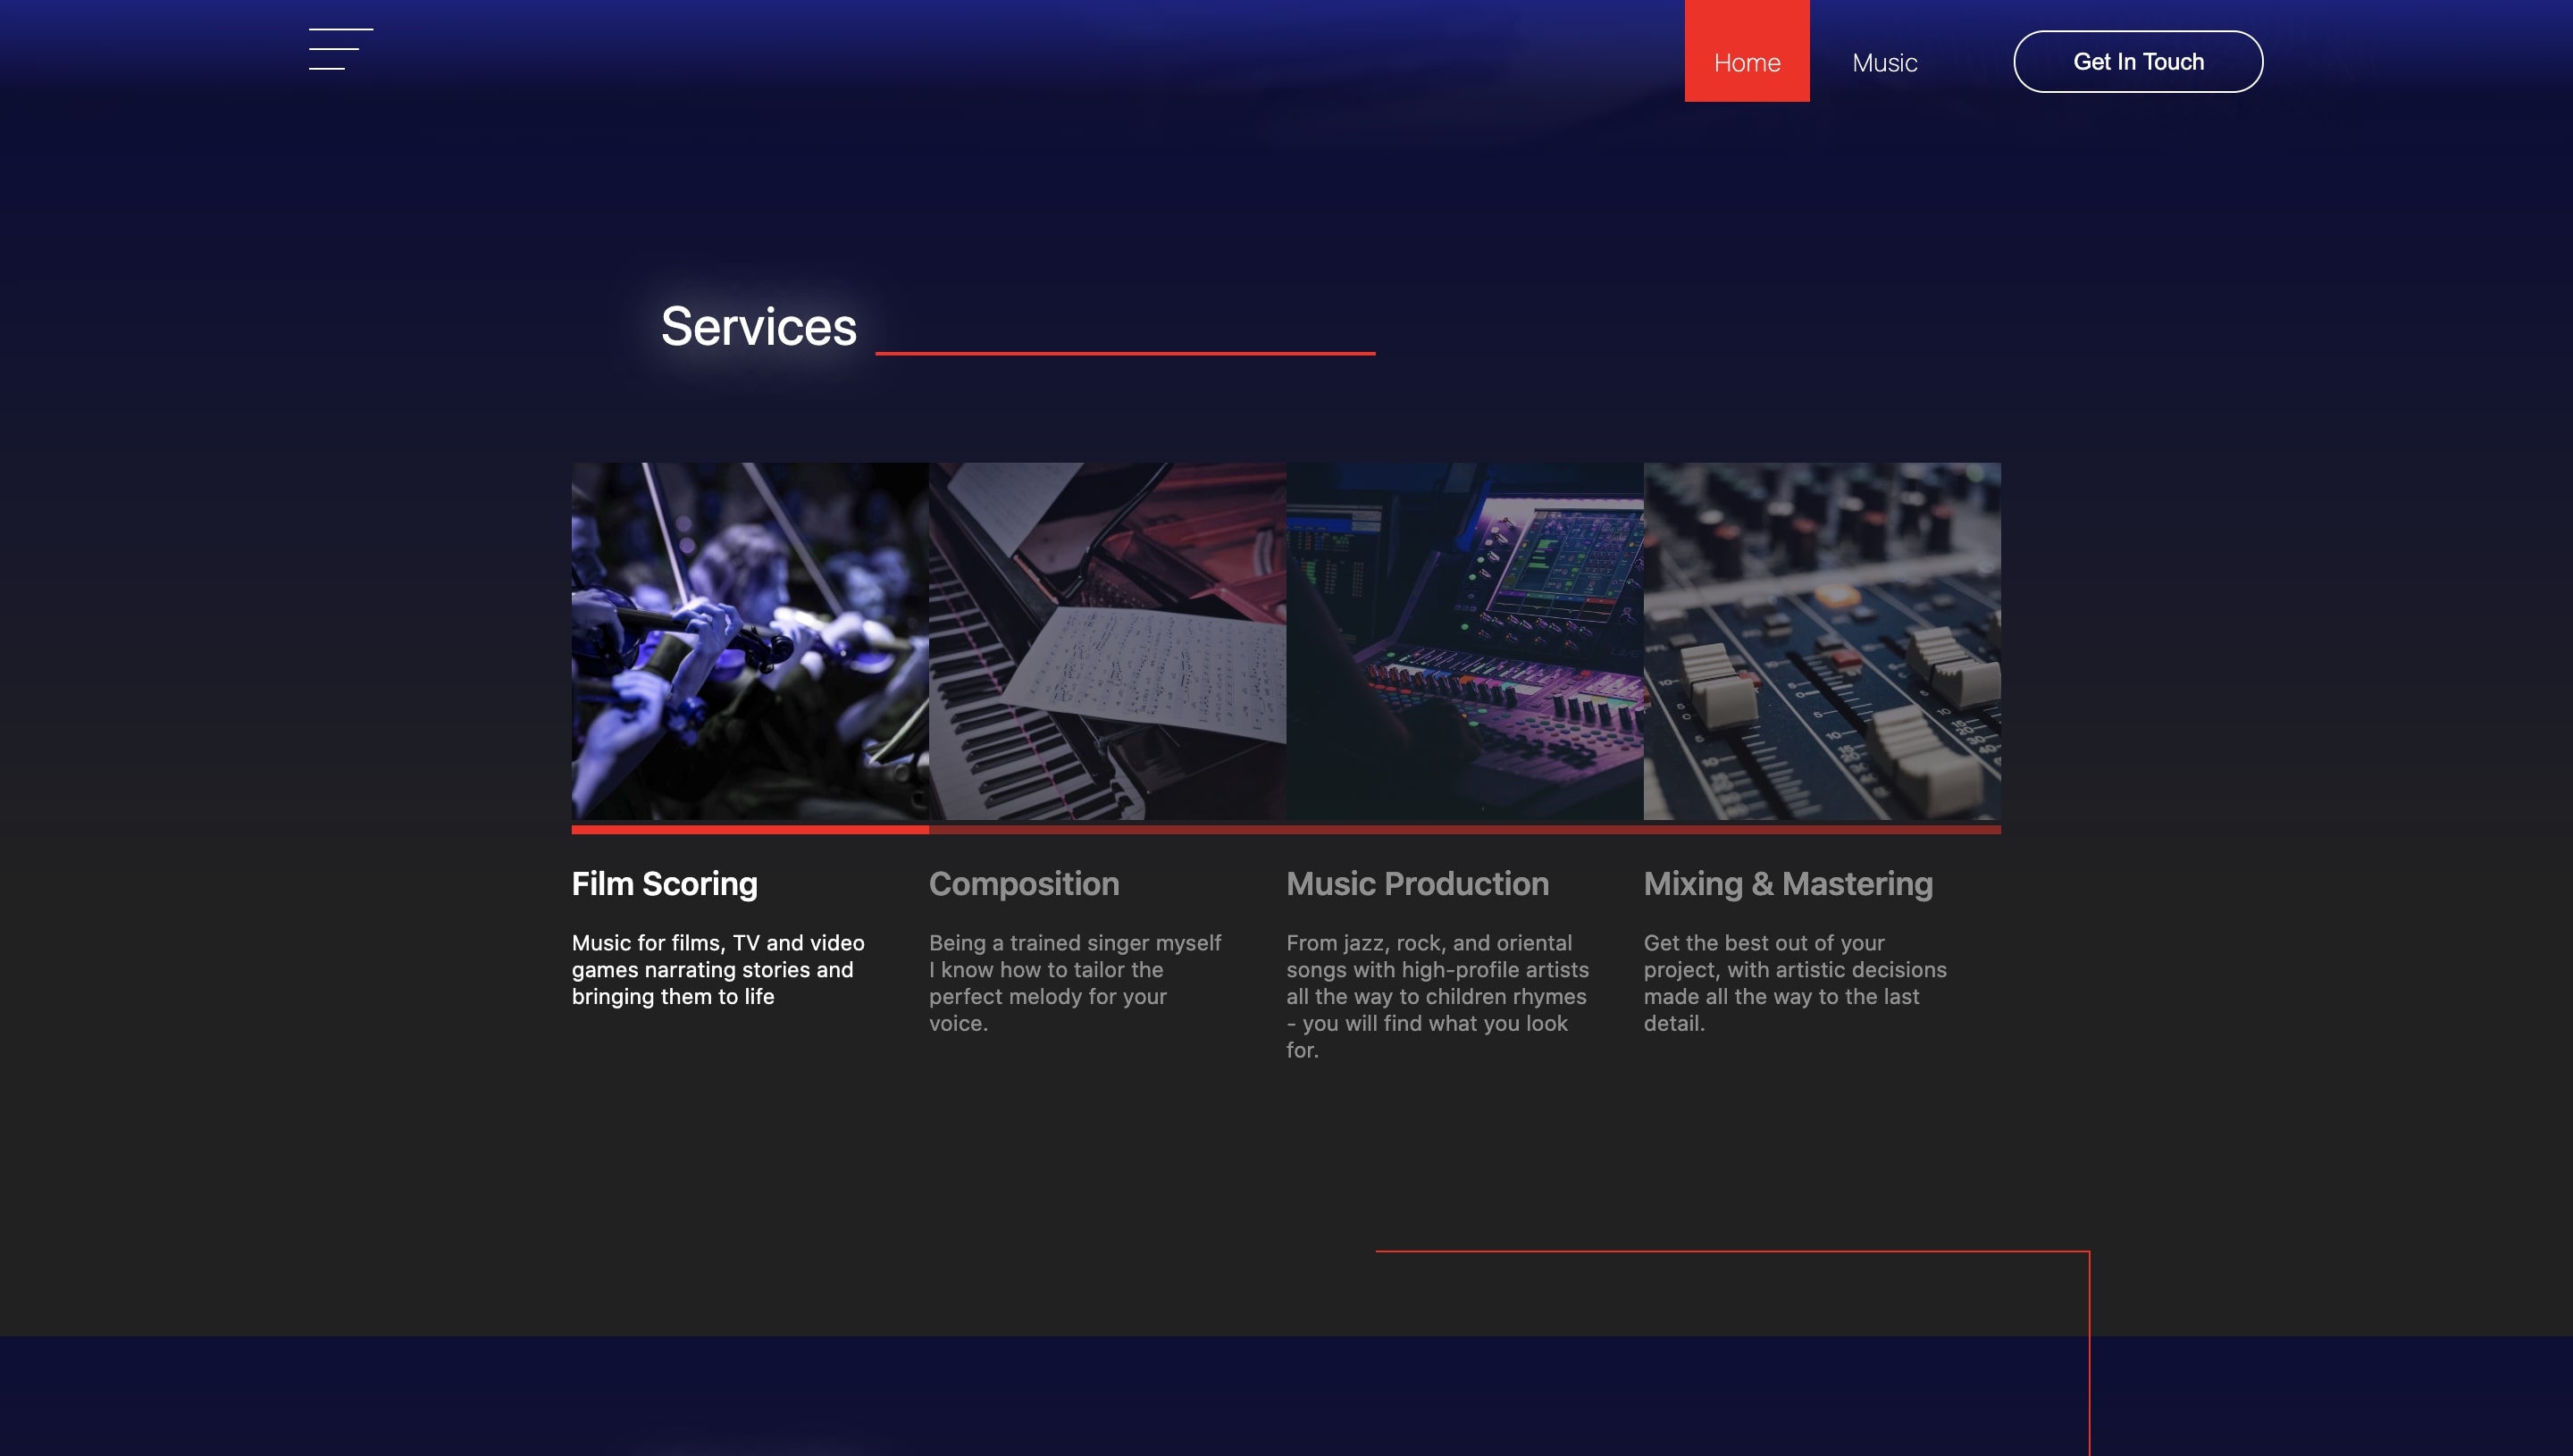 Home
Music
Get In Touch
Services
Film Scoring
Music for films, TV and video
games narrating stories and
bringing them to life
Composition
Being a trained singer myself
I know how to tailor the
perfect melody for your
voice.
Music Production
From jazz, rock, and oriental
songs with high-profile artists
all the way to children rhymes
- you will find what you look
for.
Mixing & Mastering
Get the best out of your
project, with artistic decisions
made all the way to the last
detail.